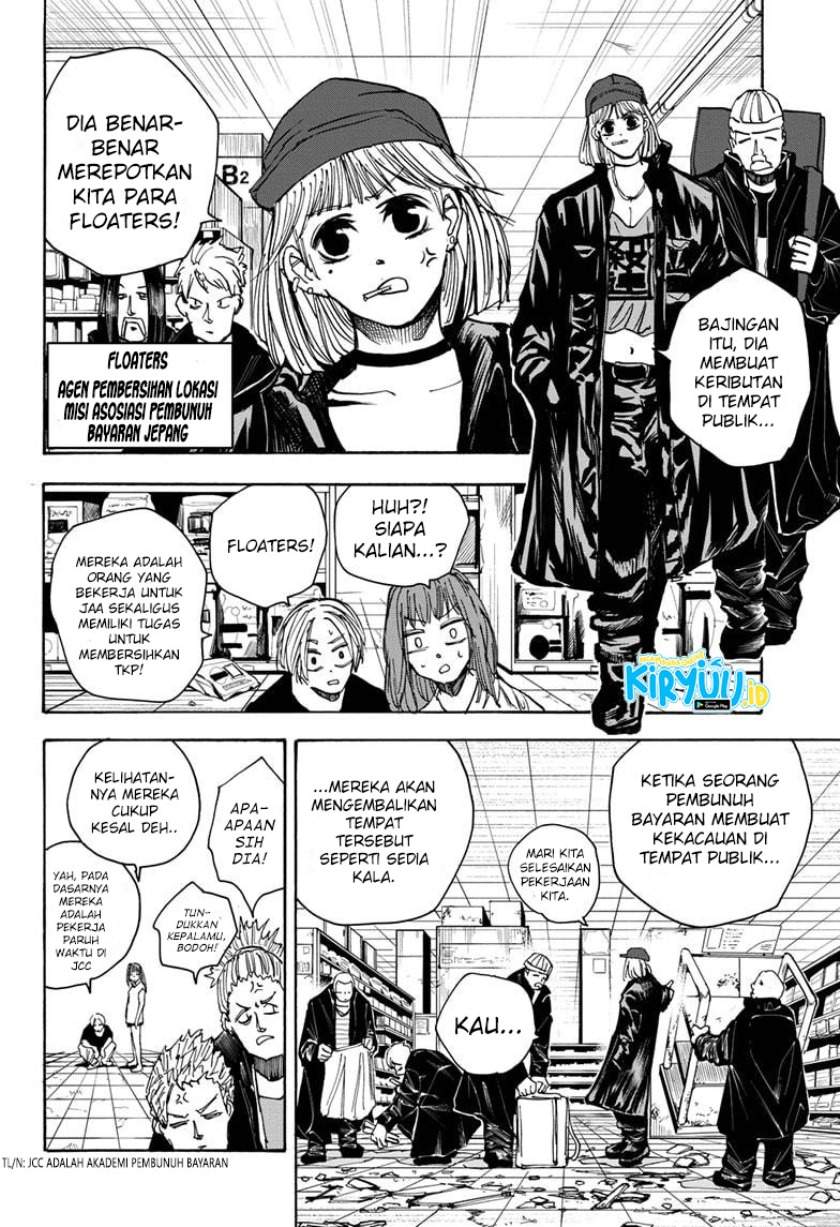 BAJINGAN
ITU, DIA
MEMBUAT
KERIBUTAN
DI TEMPAT
PUBLIK...
DIA BENAR-
BENAR
MEREPOTKAN
KITA PARA
FLOATERS!
B2
殺
FLOATERS
AGEN PEMBERSIHAN LOKASI
MISI ASOSIASI PEMBUNUH
BAYARAN JEPANG
HUH?!
SIAPA
KALIAN...?
FLOATERS!
MEREKA ADALAH
ORANG YANG
BEKERJA UNTUK
JAA SEKALIGUS
MEMILIKI TUGAS
UNTUK
MEMBERSIHKAN
TKP!
KIRYUU.ID
Google Play
KETIKA SEORANG
PEMBUNUH
BAYARAN MEMBUAT
KEKACAUAN DI
TEMPAT PUBLIK...
MARI KITA
SELESAIKAN
PEKERJAAN
KITA.
...MEREKA AKAN
MENGEMBALIKAN
TEMPAT
TERSEBUT
SEPERTI SEDIA
KALA.
KAU...
APA-
APAAN
SIH
DIA!
TUN-
DUKKAN
KEPALAMU,
BODOH!
KELIHATAN-
NYA MEREKA
CUKUP
KESAL DEH..
YAH, PADA
DASARNYA
MEREKA
ADALAH
PEKERJA
PARUH
WAKTU DI
JCC
TL/N: JCC ADALAH AKADEMI PEMBUNUH BAYARAN